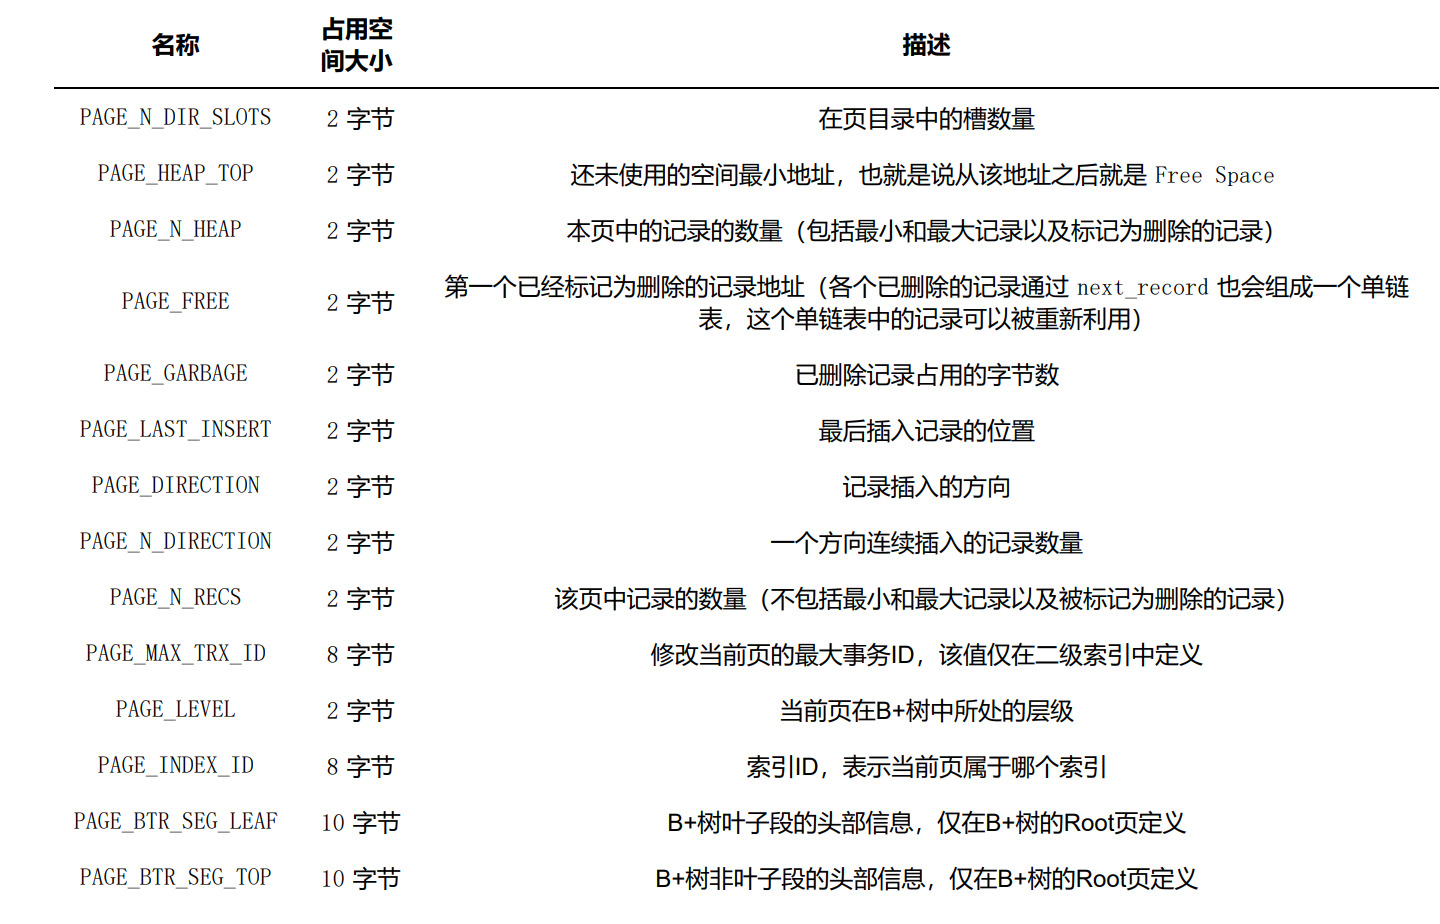 名称 占用空间大小 描述
PAGE_N_DIR_SLOTS 2 字节 在页目录中的槽数量
PAGE_HEAP_TOP 2 字节 还未使用的空间最小地址，也就是说从该地址之后就是 Free Space
PAGE_N_HEAP 2 字节 本页中的记录的数量（包括最小和最大记录以及标记为删除的记录）
PAGE_FREE 2 字节 第一个已经标记为删除的记录地址（各个已删除的记录通过 next_record 也会组成一个单链
表，这个单链表中的记录可以被重新利用）
PAGE_GARBAGE 2 字节 已删除记录占用的字节数
PAGE_LAST_INSERT 2 字节 最后插入记录的位置
PAGE_DIRECTION 2 字节 记录插入的方向
PAGE_N_DIRECTION 2 字节 一个方向连续插入的记录数量
PAGE_N_RECS 2 字节 该页中记录的数量（不包括最小和最大记录以及被标记为删除的记录）
PAGE_MAX_TRX_ID 8 字节 修改当前页的最大事务ID，该值仅在二级索引中定义
PAGE_LEVEL 2 字节 当前页在B+树中所处的层级
PAGE_INDEX_ID 8 字节 索引ID，表示当前页属于哪个索引
PAGE_BTR_SEG_LEAF 10 字节 B+树叶子段的头部信息，仅在B+树的Root页定义
PAGE_BTR_SEG_TOP 10 字节 B+树非叶子段的头部信息，仅在B+树的Root页定义